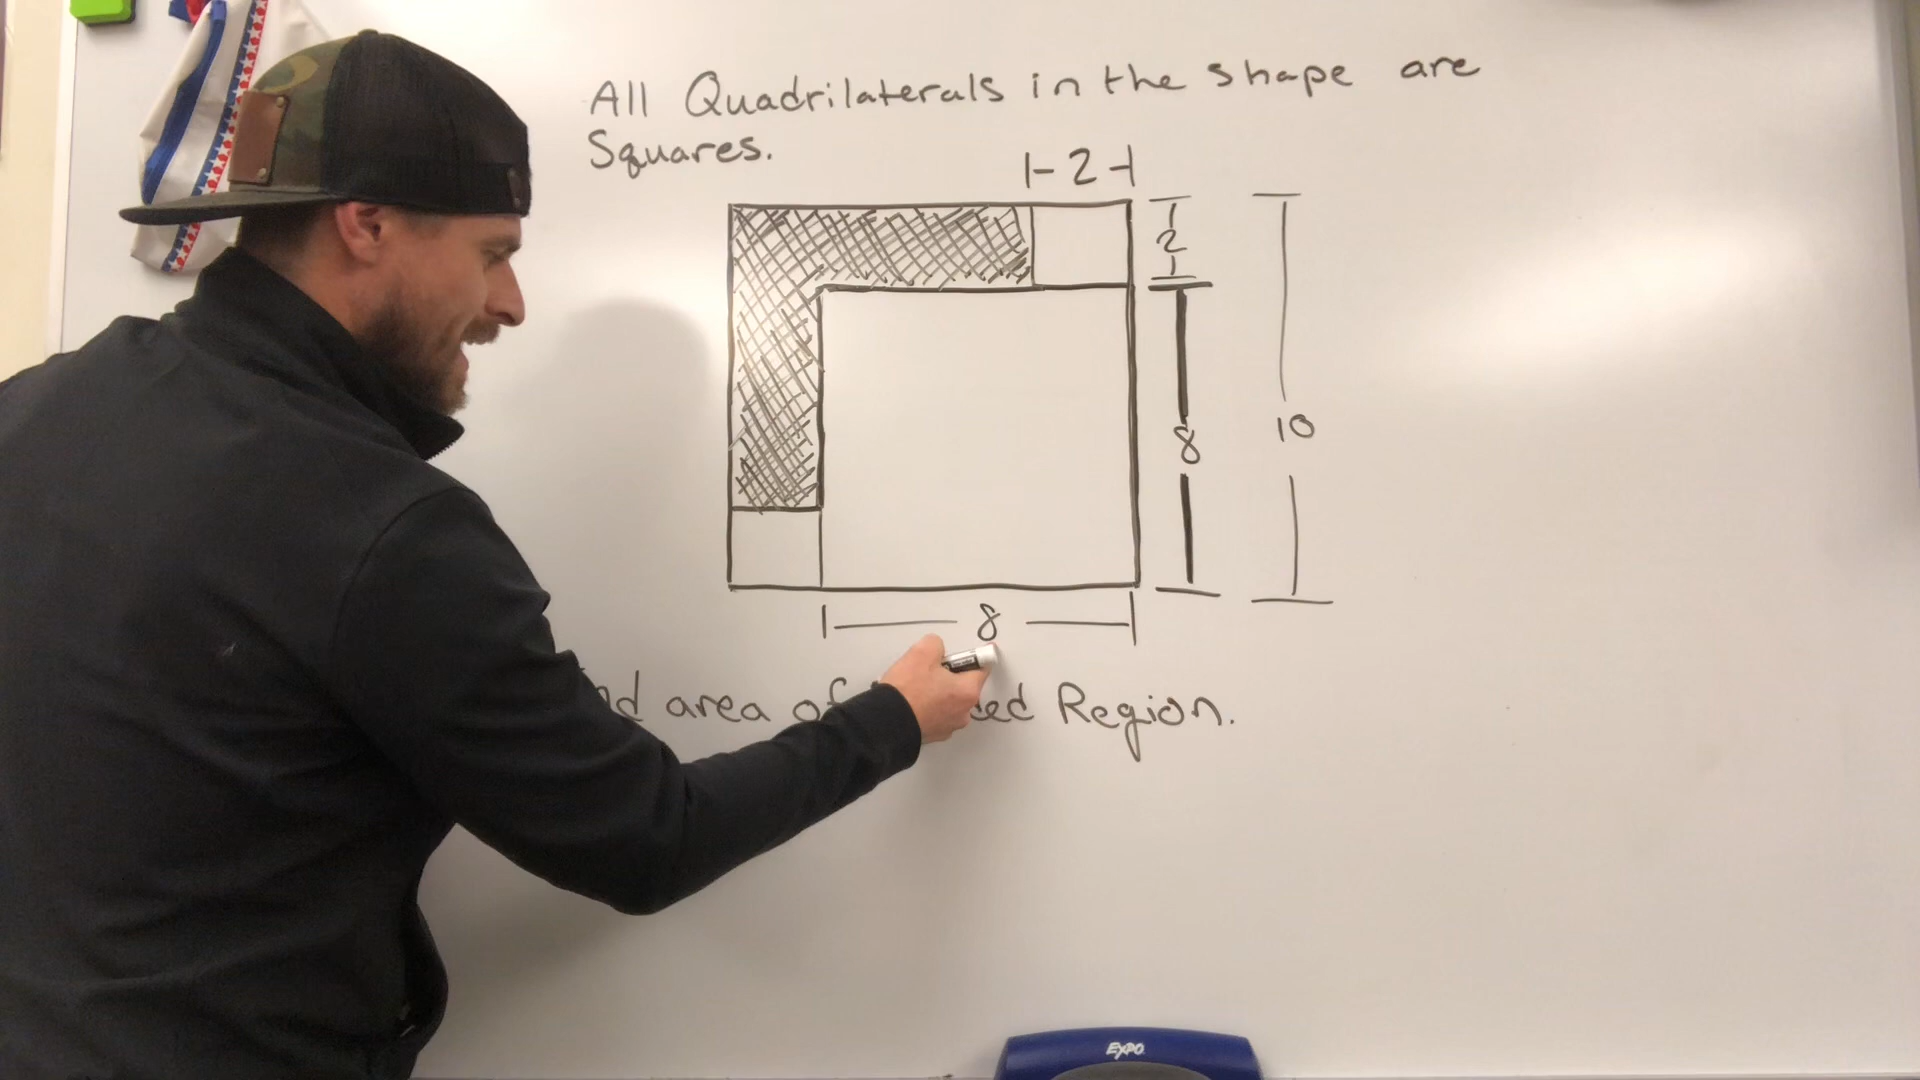 All Quadrilaterals in the shape are
Squares.
2
2
8
10
8
area of Region.
EXPO